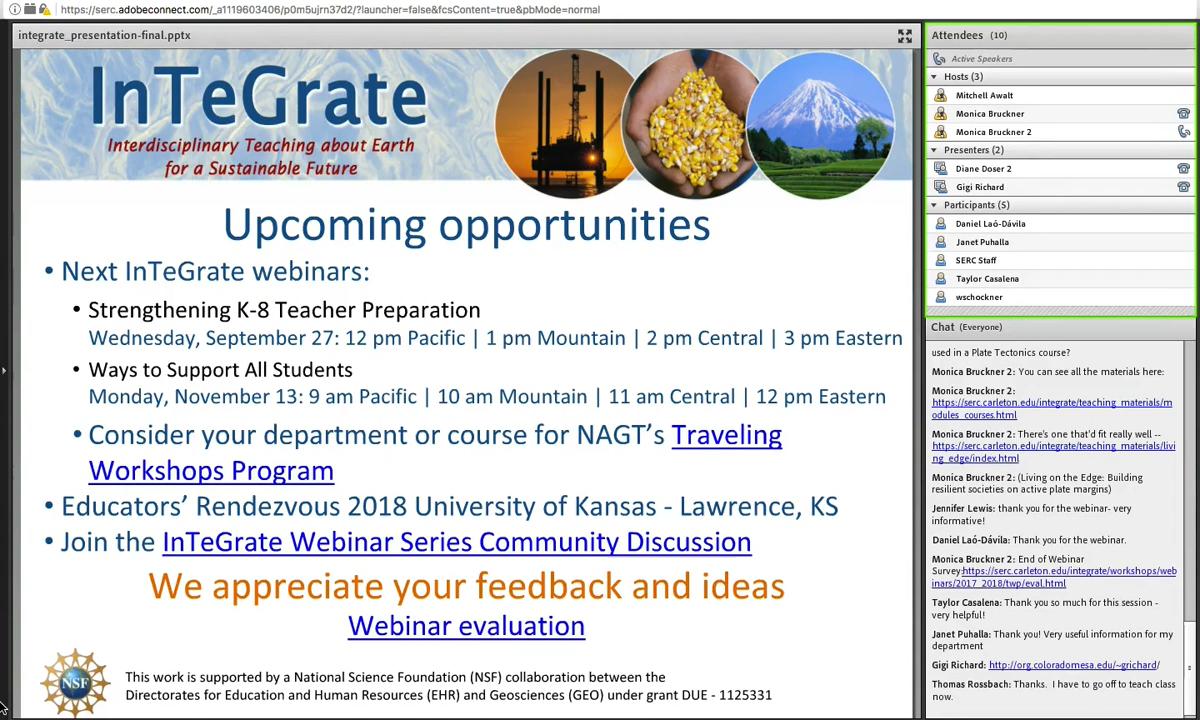 https://serc.adobeconnect.com/_a1119603406/p0m5ujrn37d2/?launcher=false&fcsContent=true&pbMode=normal
integrate_presentation-final.pptx
InTeGrate
Interdisciplinary Teaching about Earth
for a Sustainable Future
Upcoming opportunities
• Next InTeGrate webinars:
• Strengthening K-8 Teacher Preparation
Wednesday, September 27: 12 pm Pacific | 1 pm Mountain | 2 pm Central | 3 pm Eastern
• Ways to Support All Students
Monday, November 13: 9 am Pacific | 10 am Mountain | 11 am Central | 12 pm Eastern
• Consider your department or course for NAGT’s Traveling
Workshops Program
• Educators’ Rendezvous 2018 University of Kansas - Lawrence, KS
• Join the InTeGrate Webinar Series Community Discussion
We appreciate your feedback and ideas
Webinar evaluation
NSF
This work is supported by a National Science Foundation (NSF) collaboration between the
Directorates for Education and Human Resources (EHR) and Geosciences (GEO) under grant DUE - 1125331
Attendees (10)
Active Speakers
Hosts (3)
Mitchell Awalt
Monica Bruckner
Monica Bruckner 2
Presenters (2)
Diane Doser 2
Gigi Richard
Participants (5)
Daniel Laó-Dávila
Janet Puhalla
SERC Staff
Taylor Casalena
wschockner
Chat (Everyone)
used in a Plate Tectonics course?
Monica Bruckner 2: You can see all the materials here:
Monica Bruckner 2:
https://serc.carleton.edu/integrate/teaching_materials/m
odules_courses.html
Monica Bruckner 2: There's one that'd fit really well --
https://serc.carleton.edu/integrate/teaching_materials/livi
ng_edge/index.html
Monica Bruckner 2: (Living on the Edge: Building
resilient societies on active plate margins)
Jennifer Lewis: thank you for the webinar- very
informative!
Daniel Laó-Dávila: Thank you for the webinar.
Monica Bruckner 2: End of Webinar
Survey:https://serc.carleton.edu/integrate/workshops/web
inars/2017_2018/twp/eval.html
Taylor Casalena: Thank you so much for this session -
very helpful!
Janet Puhalla: Thank you! Very useful information for my
department
Gigi Richard: http://org.coloradomesa.edu/~grichard/
Thomas Rossbach: Thanks.  I have to go off to teach class
now.